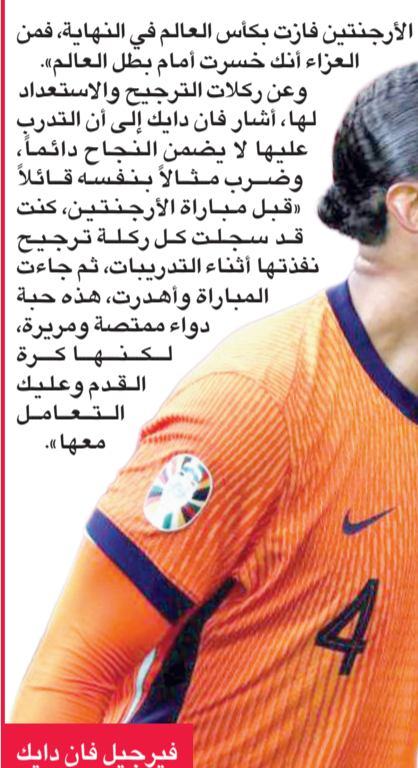 الأرجنتين فازت بكأس العالم في النهاية، فمن
العزاء أنك خسرت أمام بطل العالم».
وعن ركلات الترجيح والاستعداد
لها، أشار فان دايك إلى أن التدرب
عليها لا يضمن النجاح دائماً،
وضرب مثالاً بنفسه قائلاً
«قبل مباراة الأرجنتين، كنت
قد سجلت كل ركلة ترجيح
نفذتها أثناء التدريبات، ثم جاءت
المباراة وأهدرت، هذه حبة
دواء ممتصة ومريرة،
لكنها كرة
القدم وعليك
التعامل
معها».
4
فيرجيل فان دايك